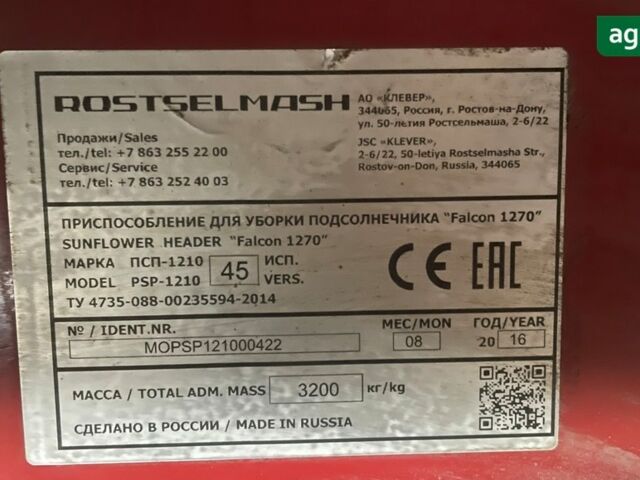 ag
ROSTSELMASH
АО «КЛЕВЕР»,
344065, Россия, г. Ростов-на-Дону,
ул. 50-летия Ростсельмаша, 2-6/22
JSC «KLEVER»,
2-6/22, 50-letiya Rostselmasha Str.,
Rostov-on-Don, Russia, 344065
Продажи/Sales
тел./tel: +7 863 255 22 00
Сервис/Service
тел./tel: +7 863 252 40 03
ПРИСПОСОБЛЕНИЕ ДЛЯ УБОРКИ ПОДСОЛНЕЧНИКА "Falcon 1270"
SUNFLOWER HEADER "Falcon 1270"
МАРКА ПСП-1210 45 ИСП.
MODEL PSP-1210 VERS.
ТУ 4735-088-00235594-2014
CE EAC
№ / IDENT.NR. МЕС/MON ГОД/YEAR
MOPSP121000422 08 20 16
МАССА / TOTAL ADM. MASS 3200 кг/kg
СДЕЛАНО В РОССИИ / MADE IN RUSSIA